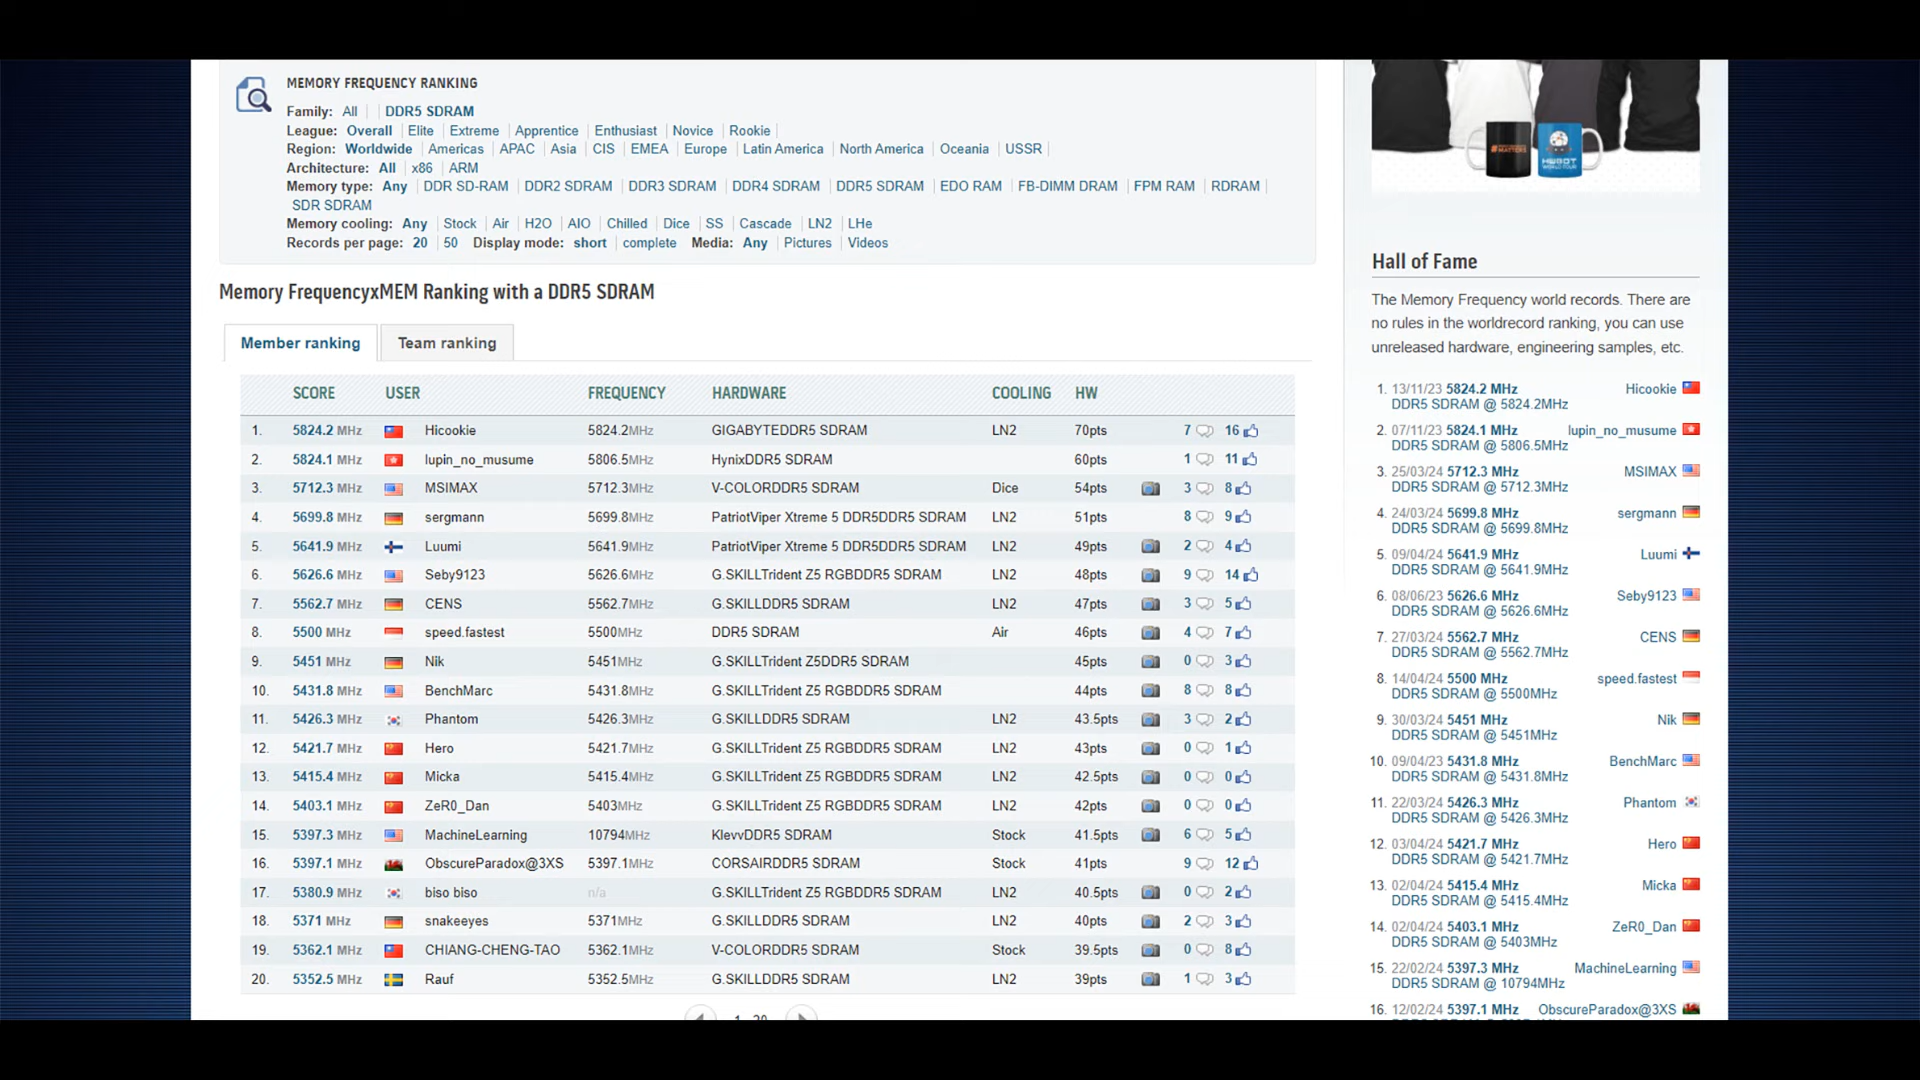 MEMORY FREQUENCY RANKING
Family: All | DDR5 SDRAM
League: Overall | Elite | Extreme | Apprentice | Enthusiast | Novice | Rookie |
Region: Worldwide | Americas | APAC | Asia | CIS | EMEA | Europe | Latin America | North America | Oceania | USSR |
Architecture: All | x86 | ARM
Memory type: Any | DDR SD-RAM | DDR2 SDRAM | DDR3 SDRAM | DDR4 SDRAM | DDR5 SDRAM | EDO RAM | FB-DIMM DRAM | FPM RAM | RDRAM |
SDR SDRAM
Memory cooling: Any | Stock | Air | H2O | AIO | Chilled | Dice | SS | Cascade | LN2 | LHe
Records per page: 20 | 50 Display mode: short | complete Media: Any | Pictures | Videos
Memory FrequencyxMEM Ranking with a DDR5 SDRAM
Member ranking Team ranking
SCORE USER FREQUENCY HARDWARE COOLING HW
1. 5824.2 MHz Hicookie 5824.2MHz GIGABYTEDDR5 SDRAM LN2 70pts 7 16
2. 5824.1 MHz lupin_no_musume 5806.5MHz HynixDDR5 SDRAM 60pts 1 11
3. 5712.3 MHz MSIMAX 5712.3MHz V-COLORDDR5 SDRAM Dice 54pts 3 8
4. 5699.8 MHz sergmann 5699.8MHz PatriotViper Xtreme 5 DDR5DDR5 SDRAM LN2 51pts 8 9
5. 5641.9 MHz Luumi 5641.9MHz PatriotViper Xtreme 5 DDR5DDR5 SDRAM LN2 49pts 2 4
6. 5626.6 MHz Seby9123 5626.6MHz G.SKILLTrident Z5 RGBDDR5 SDRAM LN2 48pts 9 14
7. 5562.7 MHz CENS 5562.7MHz G.SKILLDDR5 SDRAM LN2 47pts 3 5
8. 5500 MHz speed.fastest 5500MHz DDR5 SDRAM Air 46pts 4 7
9. 5451 MHz Nik 5451MHz G.SKILLTrident Z5DDR5 SDRAM 45pts 0 3
10. 5431.8 MHz BenchMarc 5431.8MHz G.SKILLTrident Z5 RGBDDR5 SDRAM 44pts 8 8
11. 5426.3 MHz Phantom 5426.3MHz G.SKILLDDR5 SDRAM LN2 43.5pts 3 2
12. 5421.7 MHz Hero 5421.7MHz G.SKILLTrident Z5 RGBDDR5 SDRAM LN2 43pts 0 1
13. 5415.4 MHz Micka 5415.4MHz G.SKILLTrident Z5 RGBDDR5 SDRAM LN2 42.5pts 0 0
14. 5403.1 MHz ZeR0_Dan 5403MHz G.SKILLTrident Z5 RGBDDR5 SDRAM LN2 42pts 0 0
15. 5397.3 MHz MachineLearning 10794MHz KlevvDDR5 SDRAM Stock 41.5pts 6 5
16. 5397.1 MHz ObscureParadox@3XS 5397.1MHz CORSAIRDDR5 SDRAM Stock 41pts 9 12
17. 5380.9 MHz biso biso n/a G.SKILLTrident Z5 RGBDDR5 SDRAM LN2 40.5pts 0 2
18. 5371 MHz snakeeyes 5371MHz G.SKILLDDR5 SDRAM LN2 40pts 2 3
19. 5362.1 MHz CHIANG-CHENG-TAO 5362.1MHz V-COLORDDR5 SDRAM Stock 39.5pts 0 8
20. 5352.5 MHz Rauf 5352.5MHz G.SKILLDDR5 SDRAM LN2 39pts 1 3
1 - 20
MATTERS
HWBOT
WORLD TOUR
Hall of Fame
The Memory Frequency world records. There are
no rules in the worldrecord ranking, you can use
unreleased hardware, engineering samples, etc.
1. 13/11/23 5824.2 MHz Hicookie
DDR5 SDRAM @ 5824.2MHz
2. 07/11/23 5824.1 MHz lupin_no_musume
DDR5 SDRAM @ 5806.5MHz
3. 25/03/24 5712.3 MHz MSIMAX
DDR5 SDRAM @ 5712.3MHz
4. 24/03/24 5699.8 MHz sergmann
DDR5 SDRAM @ 5699.8MHz
5. 09/04/24 5641.9 MHz Luumi
DDR5 SDRAM @ 5641.9MHz
6. 08/06/23 5626.6 MHz Seby9123
DDR5 SDRAM @ 5626.6MHz
7. 27/03/24 5562.7 MHz CENS
DDR5 SDRAM @ 5562.7MHz
8. 14/04/24 5500 MHz speed.fastest
DDR5 SDRAM @ 5500MHz
9. 30/03/24 5451 MHz Nik
DDR5 SDRAM @ 5451MHz
10. 09/04/23 5431.8 MHz BenchMarc
DDR5 SDRAM @ 5431.8MHz
11. 22/03/24 5426.3 MHz Phantom
DDR5 SDRAM @ 5426.3MHz
12. 03/04/24 5421.7 MHz Hero
DDR5 SDRAM @ 5421.7MHz
13. 02/04/24 5415.4 MHz Micka
DDR5 SDRAM @ 5415.4MHz
14. 02/04/24 5403.1 MHz ZeR0_Dan
DDR5 SDRAM @ 5403MHz
15. 22/02/24 5397.3 MHz MachineLearning
DDR5 SDRAM @ 10794MHz
16. 12/02/24 5397.1 MHz ObscureParadox@3XS